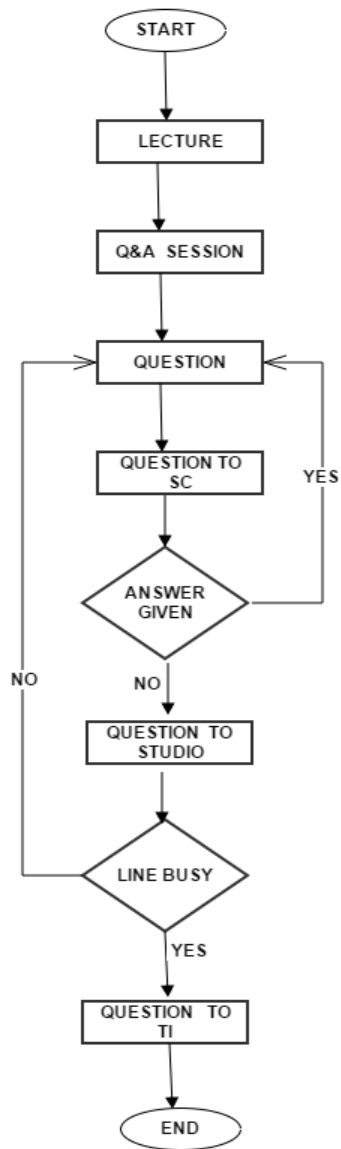 START
LECTURE
Q&A SESSION
QUESTION
QUESTION TO
SC
YES
ANSWER
GIVEN
NO
NO
QUESTION TO
STUDIO
LINE BUSY
YES
QUESTION TO
TI
END